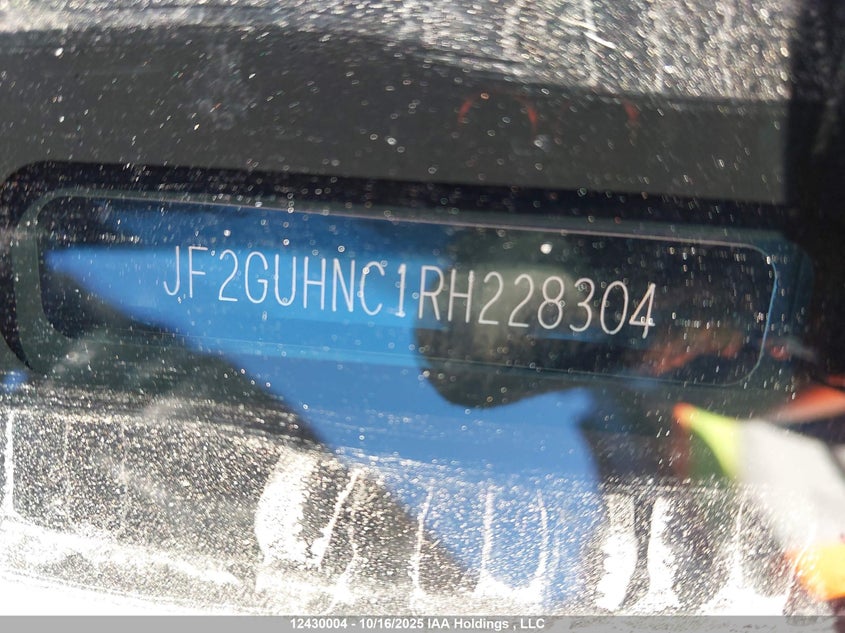 JF2GUHNC1RH228304
12430004 - 10/16/2025 IAA Holdings , LLC